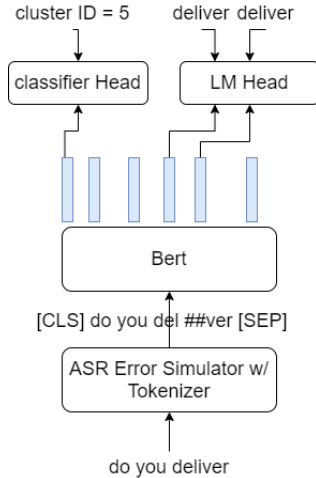 cluster ID = 5
deliver deliver
classifier Head
LM Head
Bert
[CLS] do you del ##ver [SEP]
ASR Error Simulator w/
Tokenizer
do you deliver